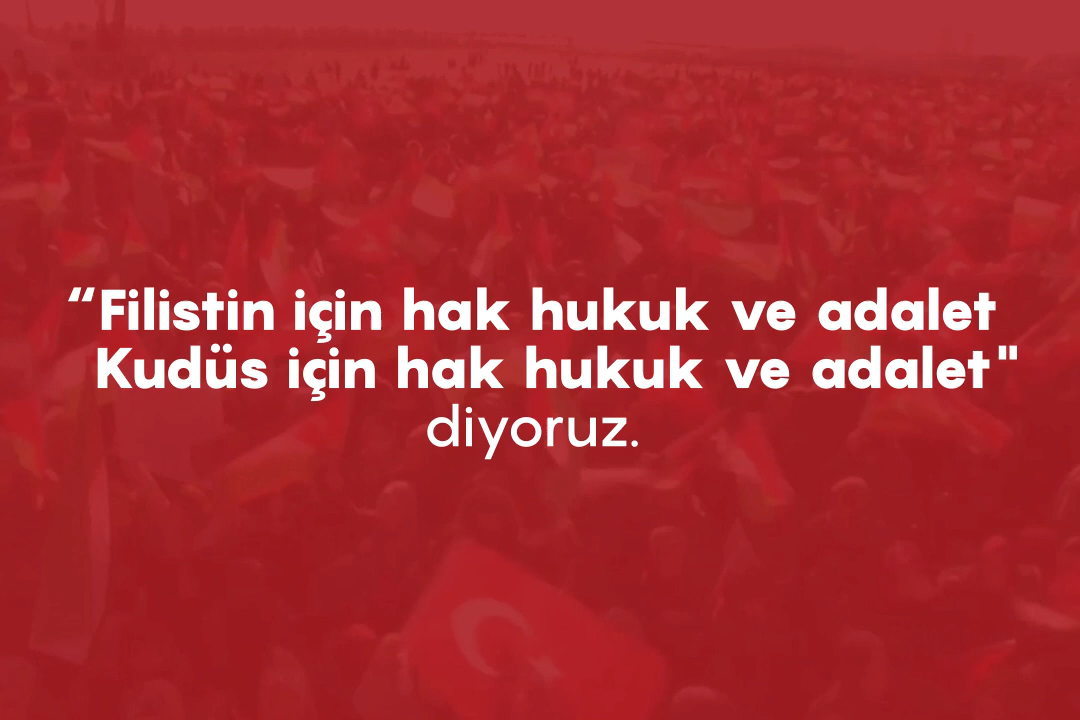 “Filistin için hak hukuk ve adalet
Kudüs için hak hukuk ve adalet"
diyoruz.